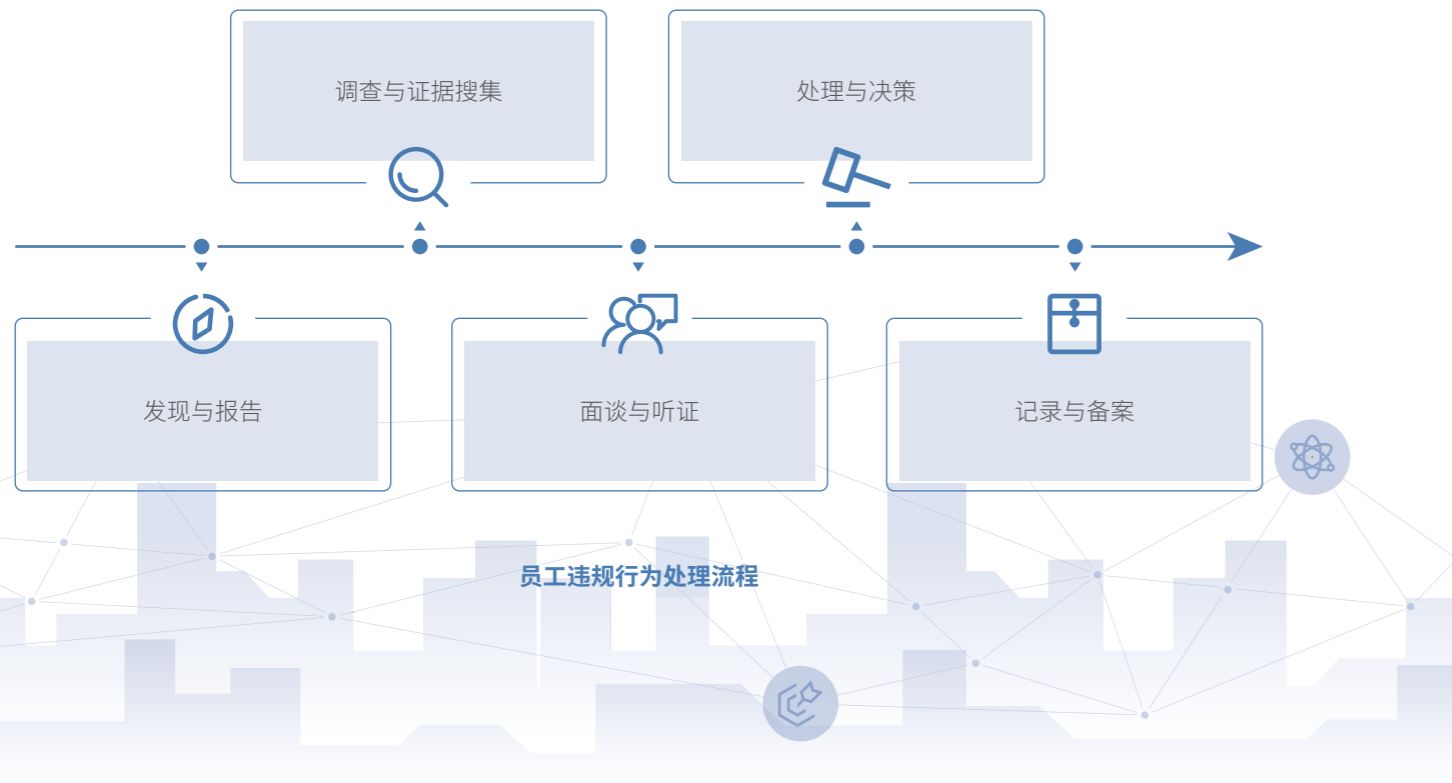 调查与证据搜集
处理与决策
发现与报告
面谈与听证
记录与备案
员工违规行为处理流程